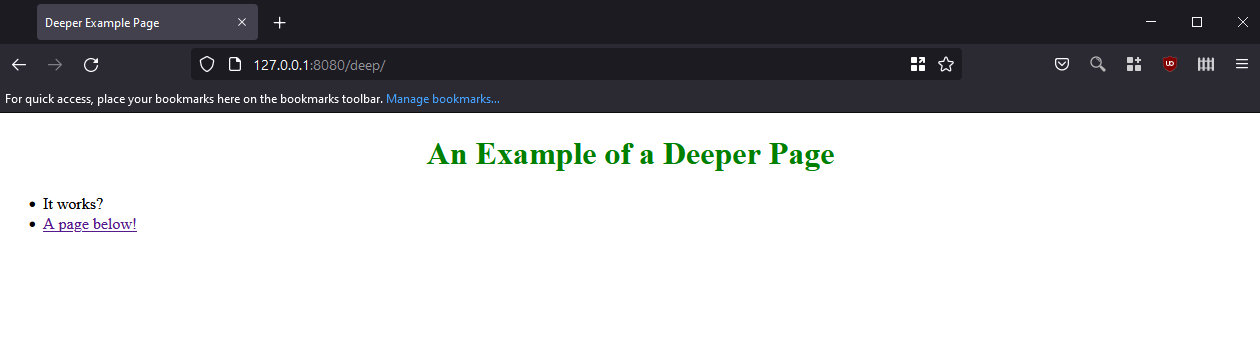 Deeper Example Page
127.0.0.1:8080/deep/
For quick access, place your bookmarks here on the bookmarks toolbar. Manage bookmarks...
An Example of a Deeper Page
It works?
A page below!